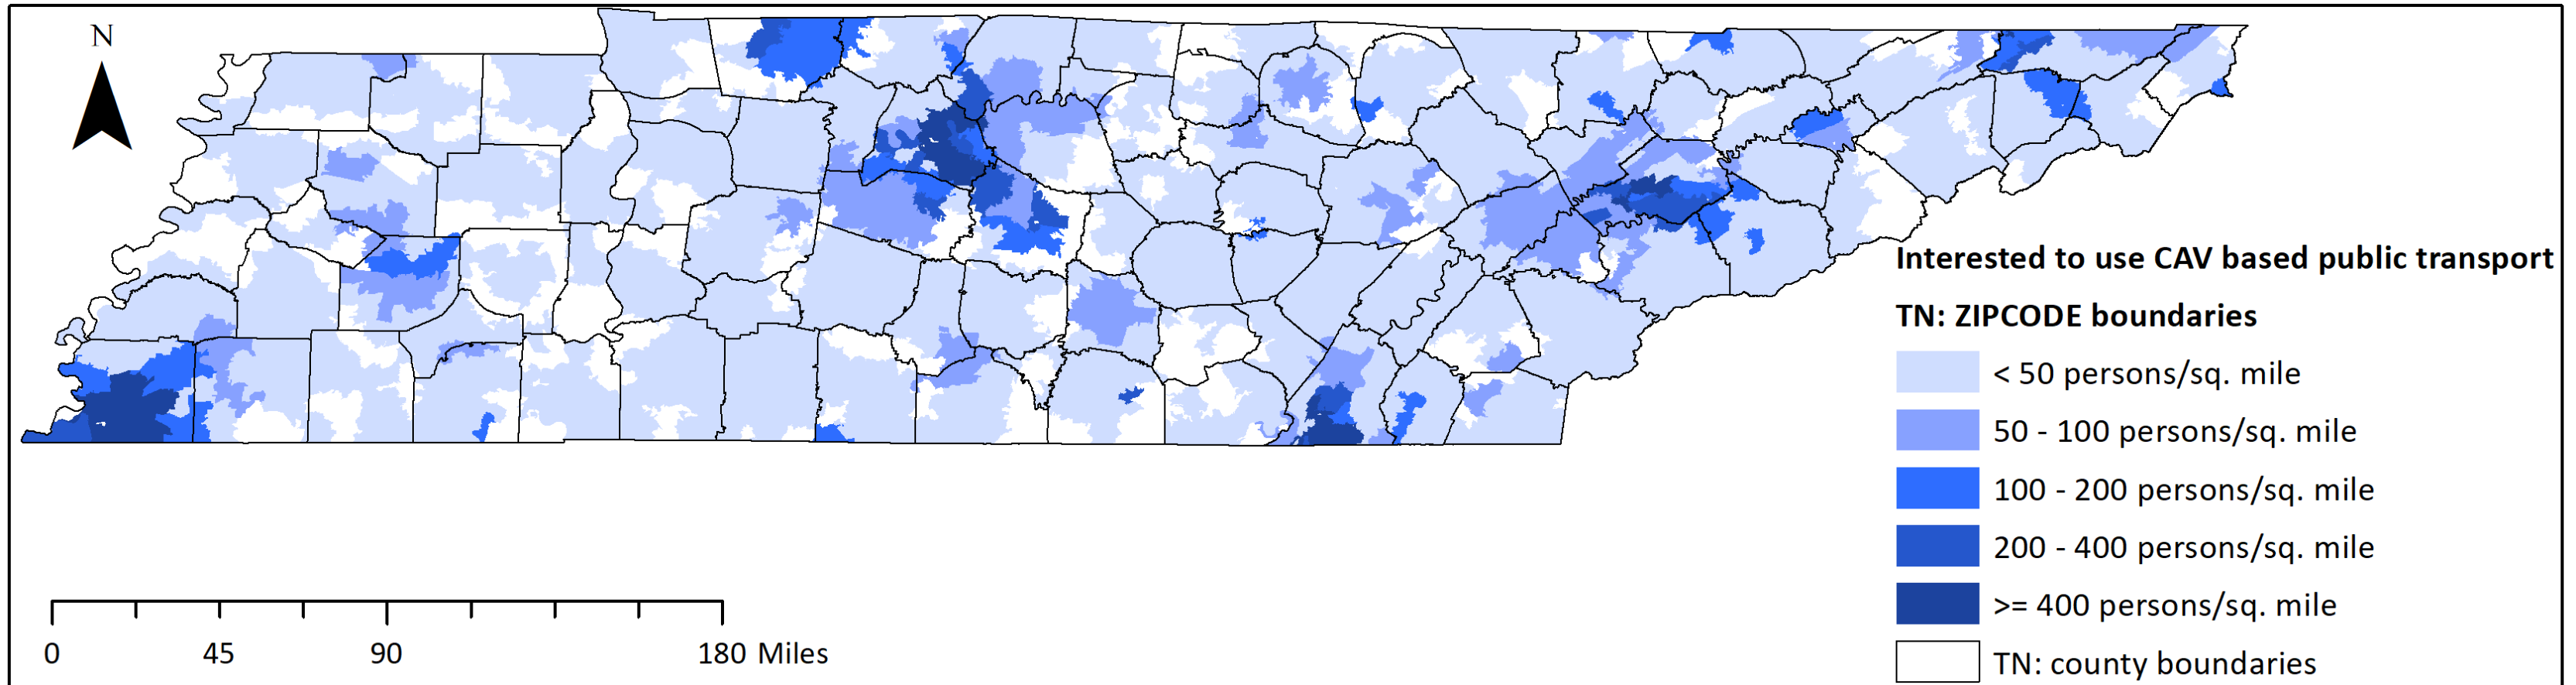 N
Interested to use CAV based public transport
TN: ZIPCODE boundaries
< 50 persons/sq. mile
50 - 100 persons/sq. mile
100 - 200 persons/sq. mile
200 - 400 persons/sq. mile
>= 400 persons/sq. mile
TN: county boundaries
0 45 90 180 Miles